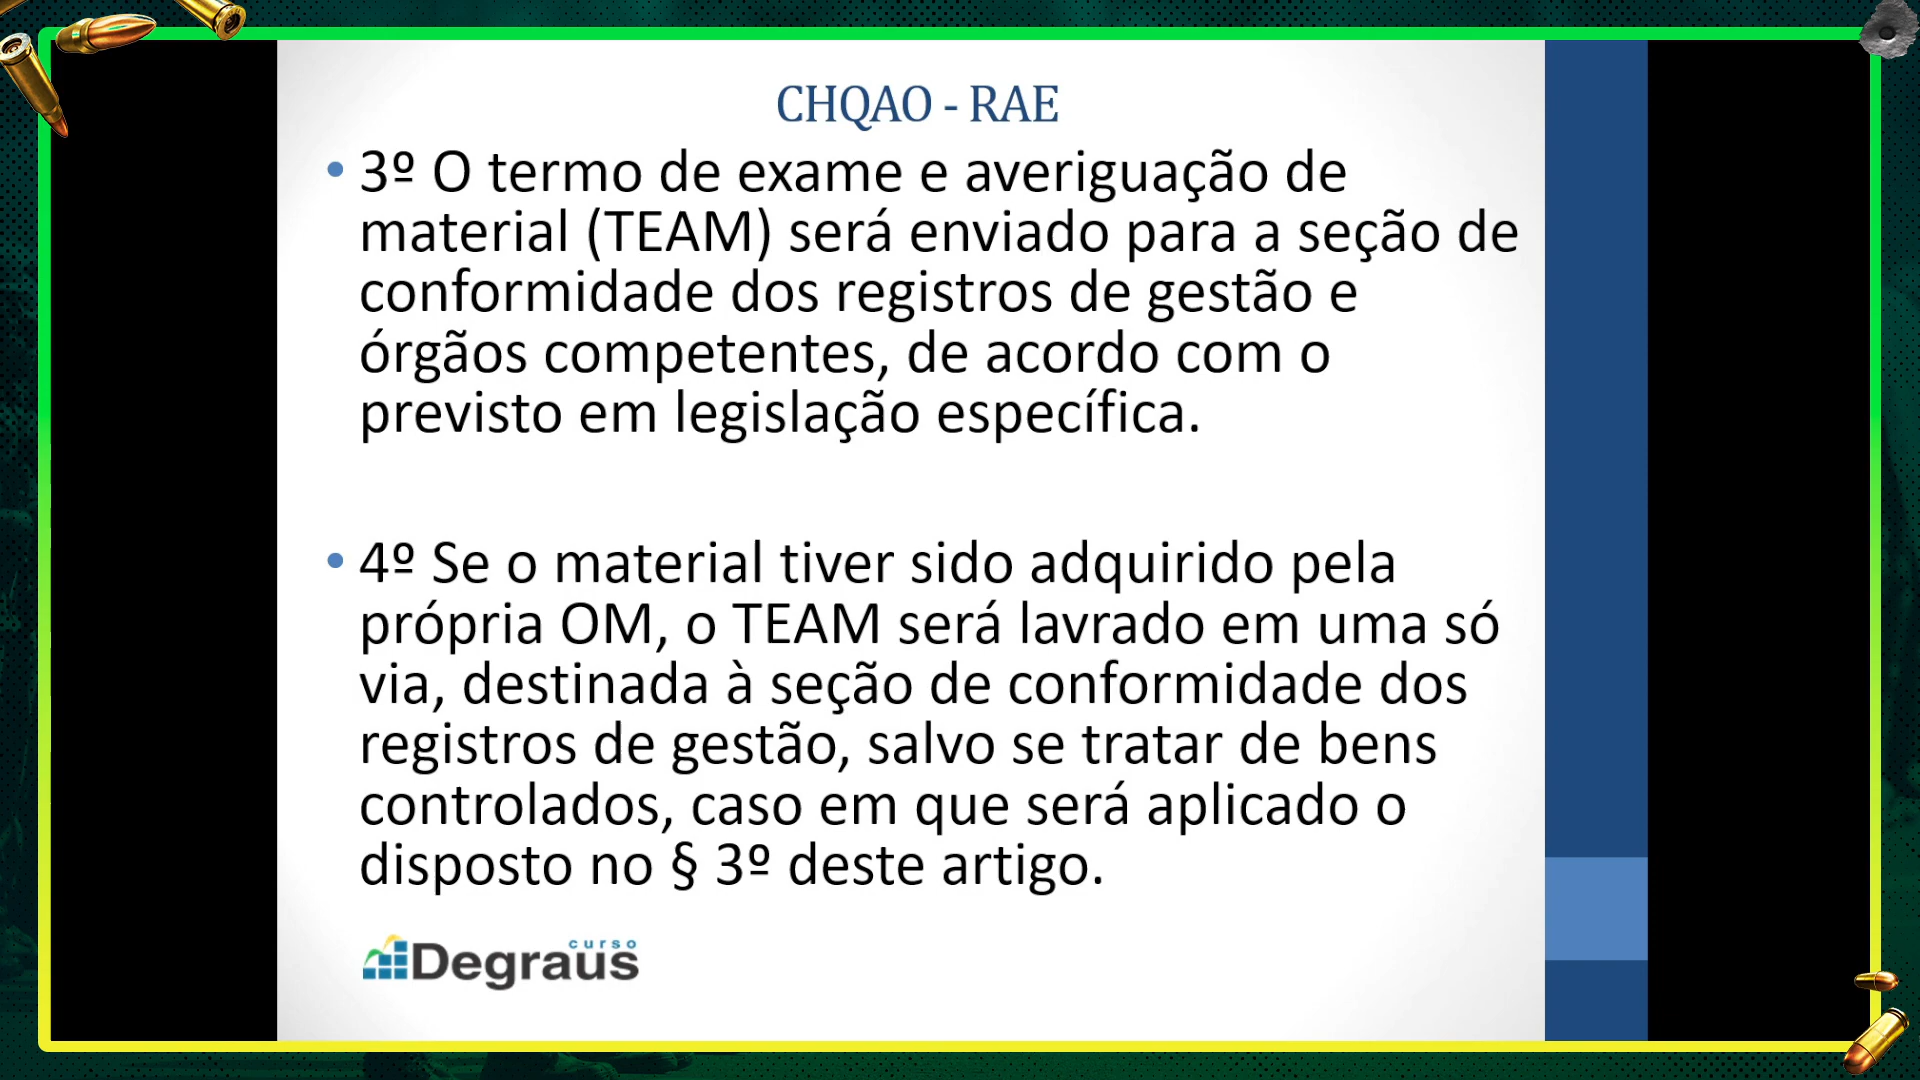 CHQAO - RAE
• 3º O termo de exame e averiguação de
material (TEAM) será enviado para a seção de
conformidade dos registros de gestão e
órgãos competentes, de acordo com o
previsto em legislação específica.
• 4º Se o material tiver sido adquirido pela
própria OM, o TEAM será lavrado em uma só
via, destinada à seção de conformidade dos
registros de gestão, salvo se tratar de bens
controlados, caso em que será aplicado o
disposto no § 3º deste artigo.
curso
Degraus